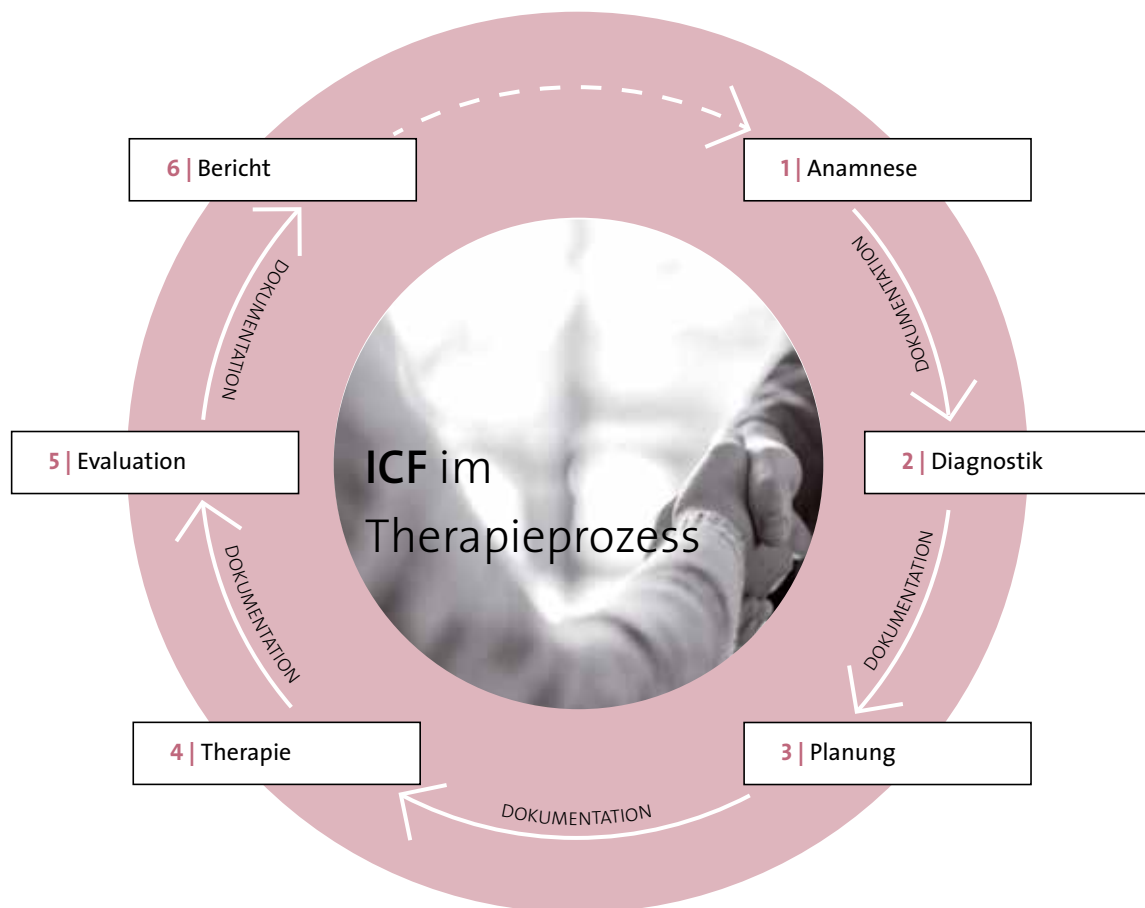 6 | Bericht
1 | Anamnese
DOKUMENTATION
DOKUMENTATION
5 | Evaluation
ICF im
Therapieprozess
2 | Diagnostik
DOKUMENTATION
DOKUMENTATION
4 | Therapie
3 | Planung
DOKUMENTATION